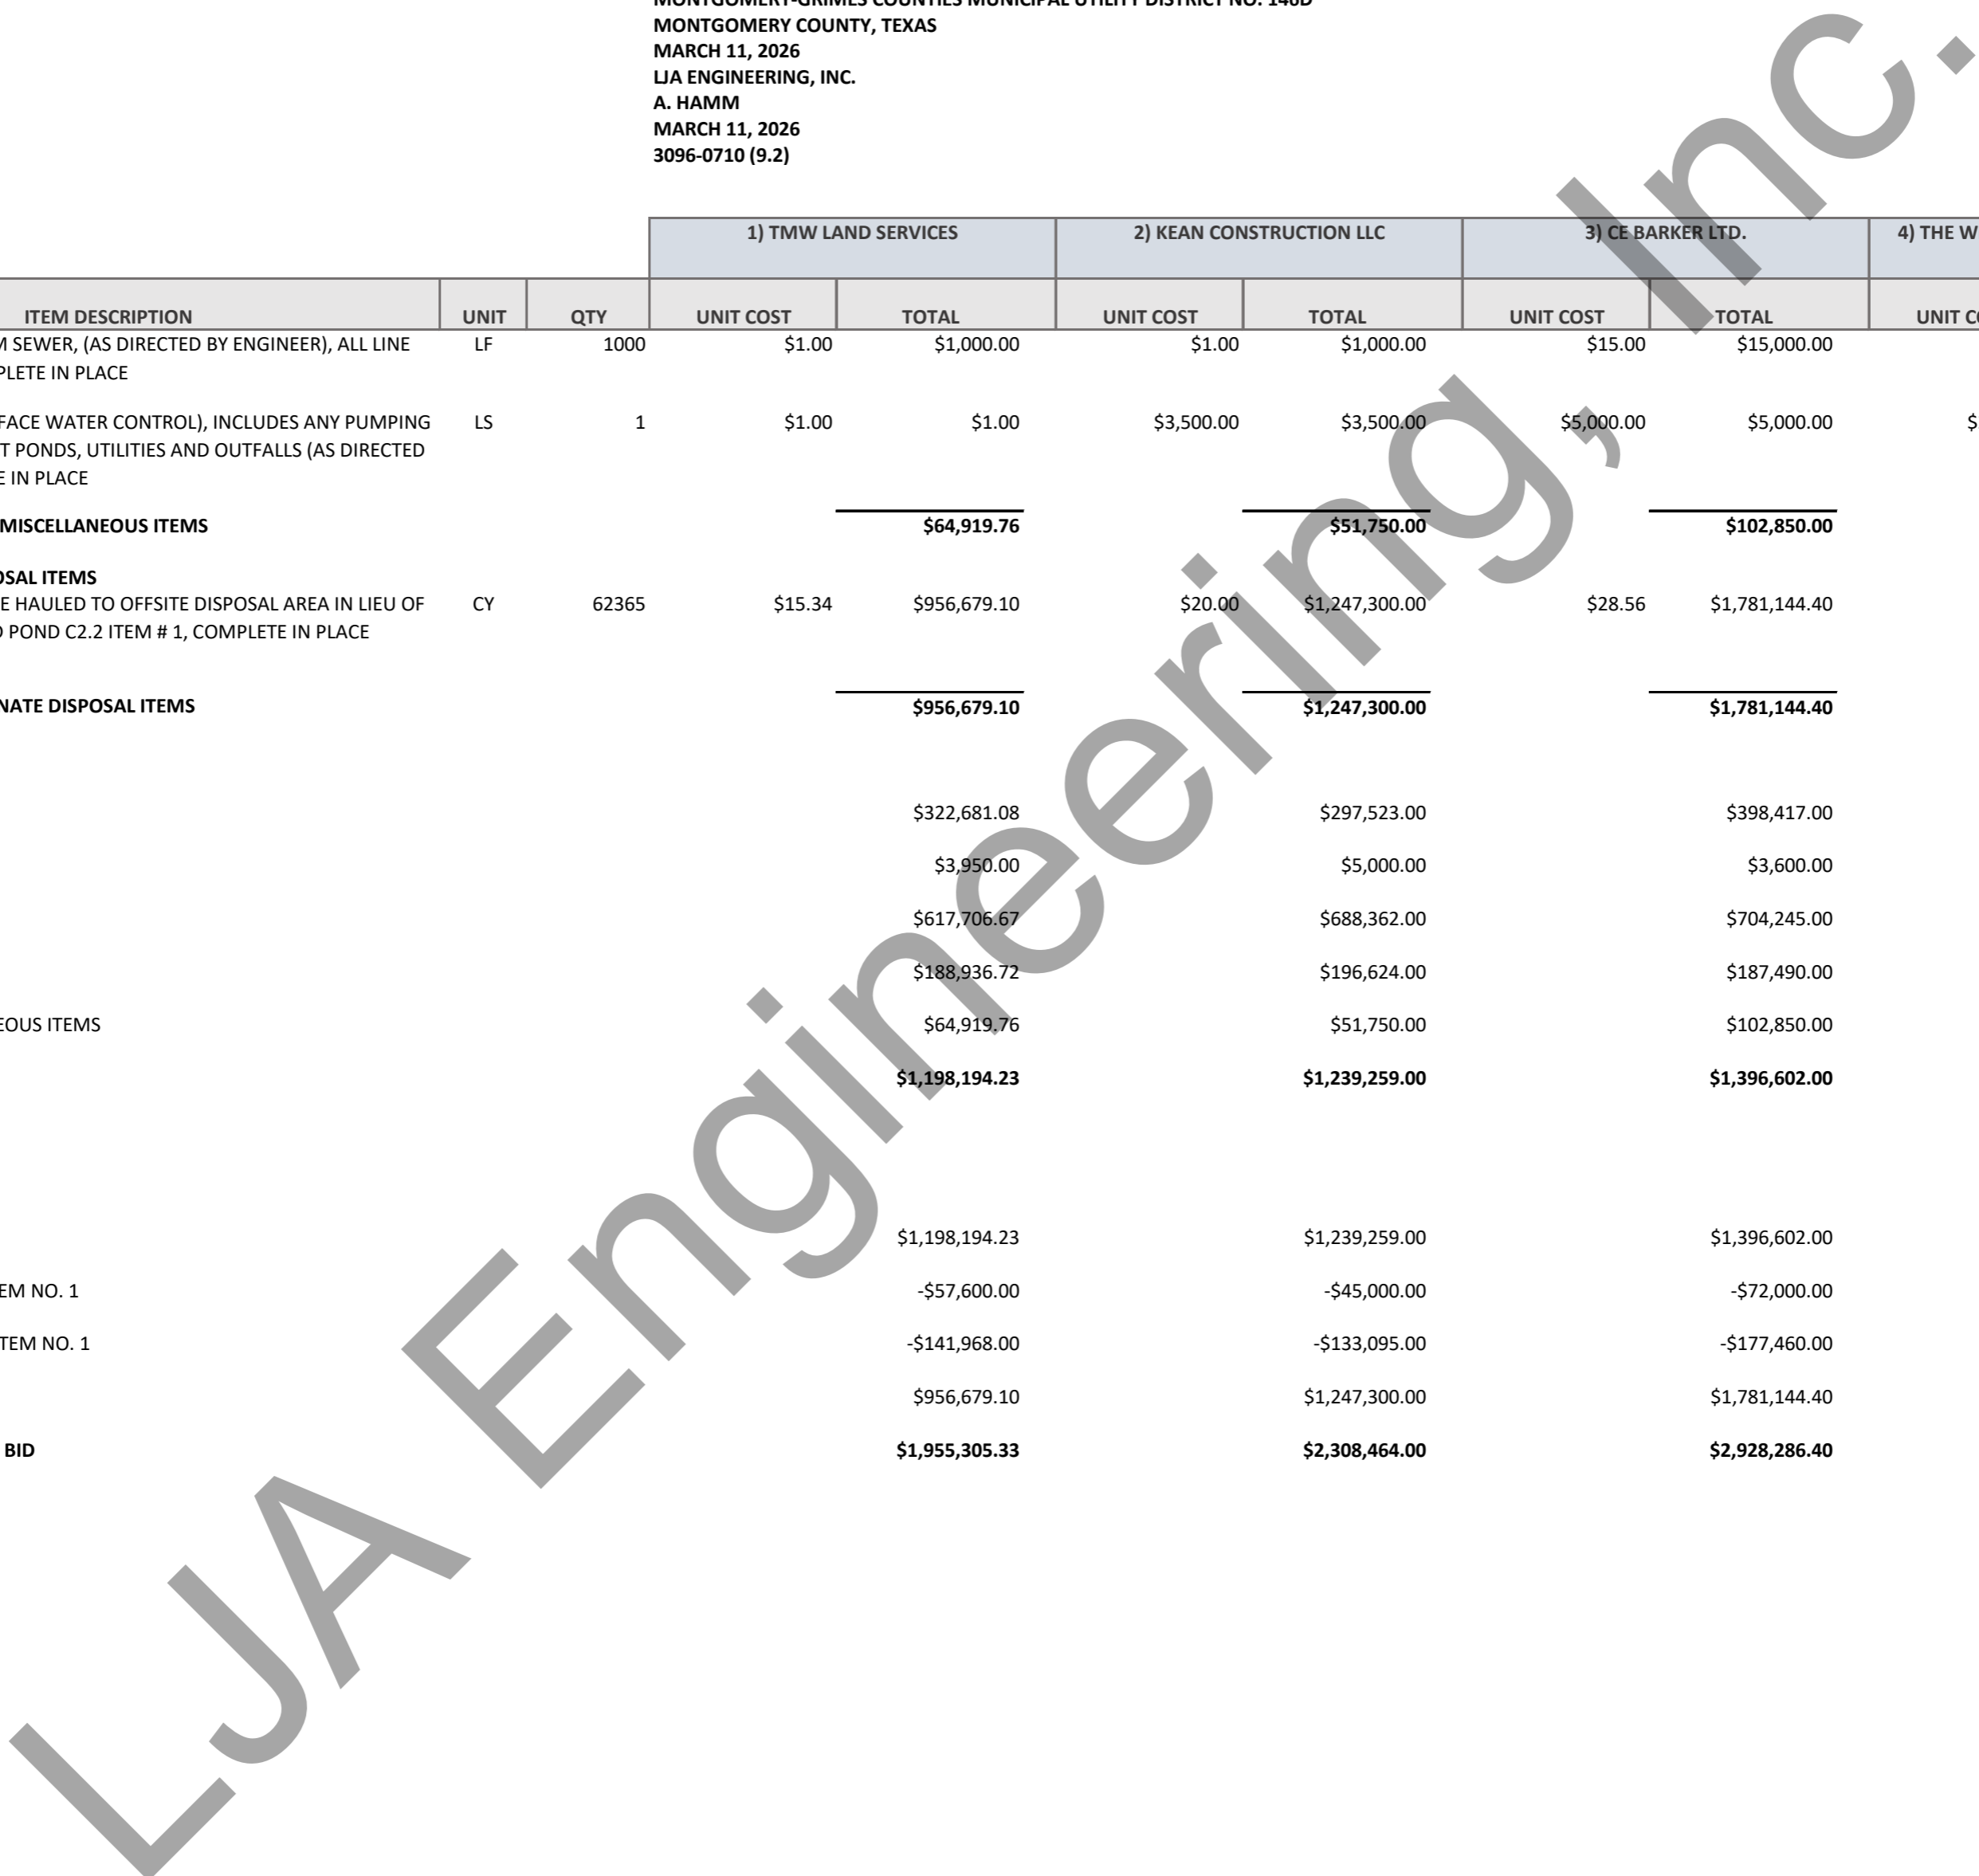 MONTGOMERY-GRIMES COUNTIES MUNICIPAL UTILITY DISTRICT NO.
MONTGOMERY COUNTY, TEXAS
MARCH 11, 2026
LJA ENGINEERING, INC.
A. HAMM
MARCH 11, 2026
3096-0710 (9.2)
1) TMW LAND SERVICES 2) KEAN CONSTRUCTION LLC 3) CE BARKER LTD. 4) THE W
ITEM DESCRIPTION UNIT QTY UNIT COST TOTAL UNIT COST TOTAL UNIT COST TOTAL UNIT CO
M SEWER, (AS DIRECTED BY ENGINEER), ALL LINE LF 1000 $1.00 $1,000.00 $1.00 $1,000.00 $15.00 $15,000.00
PLETE IN PLACE
FACE WATER CONTROL), INCLUDES ANY PUMPING LS 1 $1.00 $1.00 $3,500.00 $3,500.00 $5,000.00 $5,000.00 $
T PONDS, UTILITIES AND OUTFALLS (AS DIRECTED
E IN PLACE
MISCELLANEOUS ITEMS $64,919.76 $51,750.00 $102,850.00
OSAL ITEMS
E HAULED TO OFFSITE DISPOSAL AREA IN LIEU OF CY 62365 $15.34 $956,679.10 $20.00 $1,247,300.00 $28.56 $1,781,144.40
D POND C2.2 ITEM # 1, COMPLETE IN PLACE
NATE DISPOSAL ITEMS $956,679.10 $1,247,300.00 $1,781,144.40
$322,681.08 $297,523.00 $398,417.00
$3,950.00 $5,000.00 $3,600.00
$617,706.67 $688,362.00 $704,245.00
$188,936.72 $196,624.00 $187,490.00
EOUS ITEMS $64,919.76 $51,750.00 $102,850.00
$1,198,194.23 $1,239,259.00 $1,396,602.00
$1,198,194.23 $1,239,259.00 $1,396,602.00
EM NO. 1 -$57,600.00 -$45,000.00 -$72,000.00
TEM NO. 1 -$141,968.00 -$133,095.00 -$177,460.00
$956,679.10 $1,247,300.00 $1,781,144.40
BID $1,955,305.33 $2,308,464.00 $2,928,286.40
LJA Engineering, Inc.